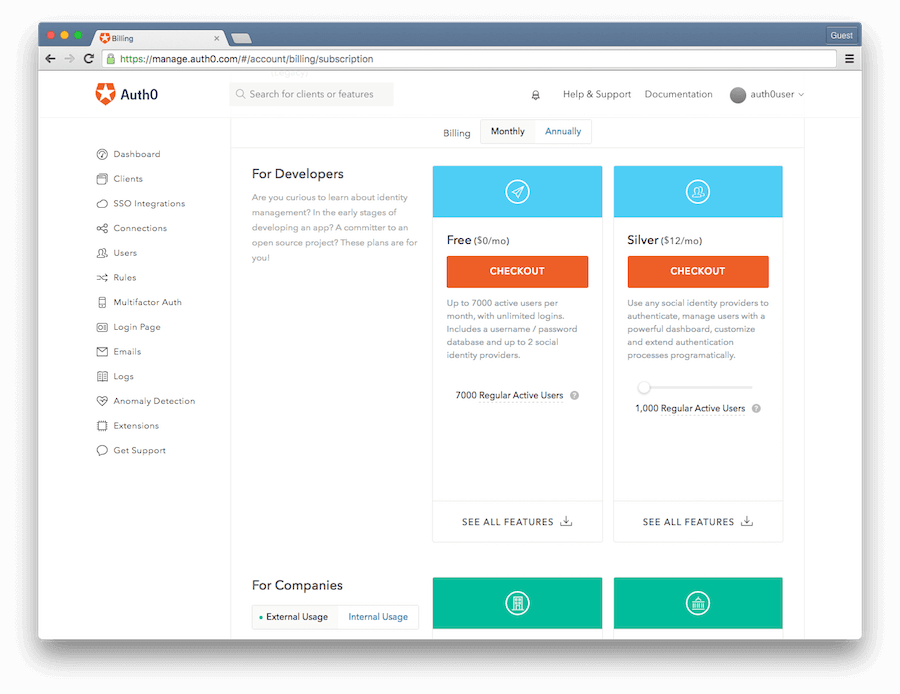 Billing
Guest
https://manage.auth0.com/#/account/billing/subscription
Auth0
Search for clients or features
Help & Support
Documentation
auth0user
Dashboard
Clients
SSO Integrations
Connections
Users
Rules
Multifactor Auth
Login Page
Emails
Logs
Anomaly Detection
Extensions
Get Support
Billing
Monthly
Annually
For Developers
Are you curious to learn about identity
management? In the early stages of
developing an app? A committer to an
open source project? These plans are for
you!
Free ($0/mo)
CHECKOUT
Up to 7000 active users per
month, with unlimited logins.
Includes a username / password
database and up to 2 social
identity providers.
7000 Regular Active Users ?
SEE ALL FEATURES
Silver ($12/mo)
CHECKOUT
Use any social identity providers to
authenticate, manage users with a
powerful dashboard, customize
and extend authentication
processes programatically.
1,000 Regular Active Users ?
SEE ALL FEATURES
For Companies
External Usage
Internal Usage